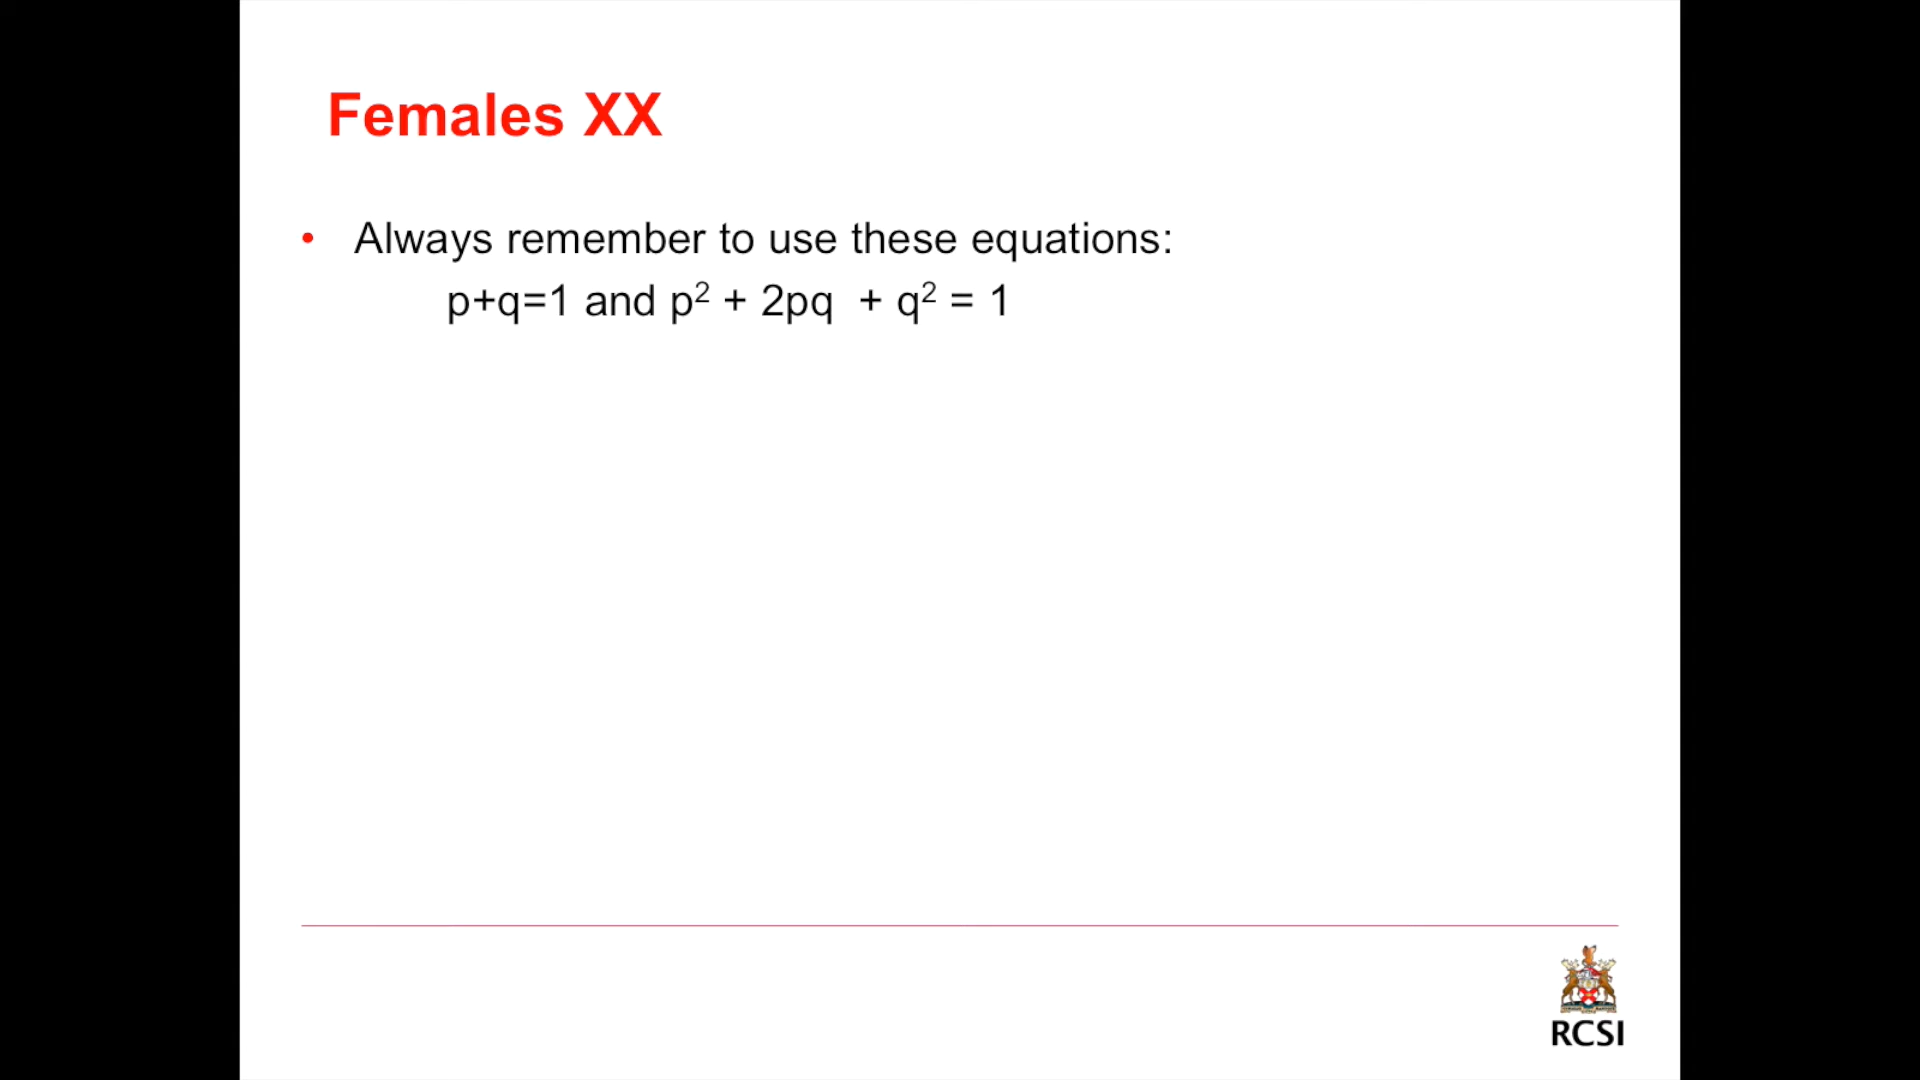 Females XX
• Always remember to use these equations:
p+q=1 and p² + 2pq + q² = 1
RCSI